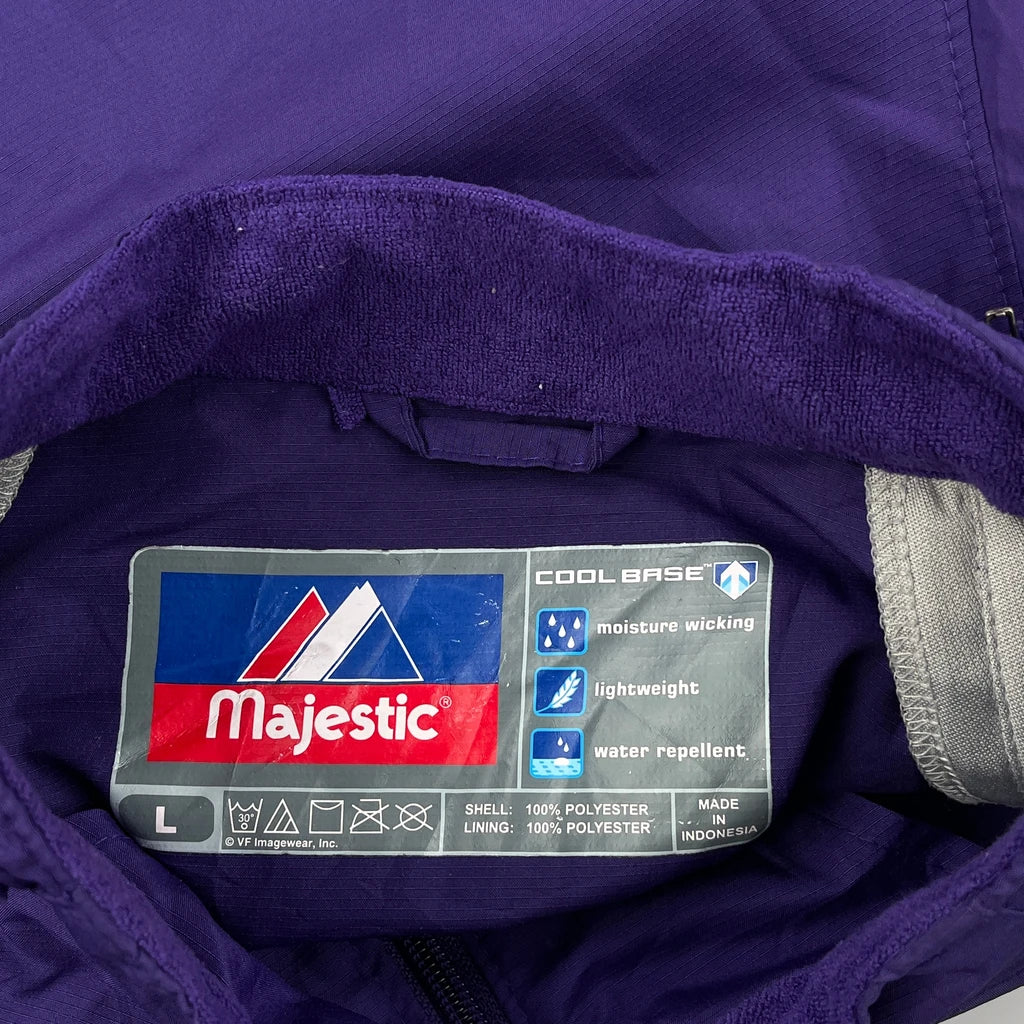 Majestic®
COOL BASE™
moisture wicking
lightweight
water repellent
L
30°
© VF Imagewear, Inc.
SHELL: 100% POLYESTER
LINING: 100% POLYESTER
MADE
IN
INDONESIA